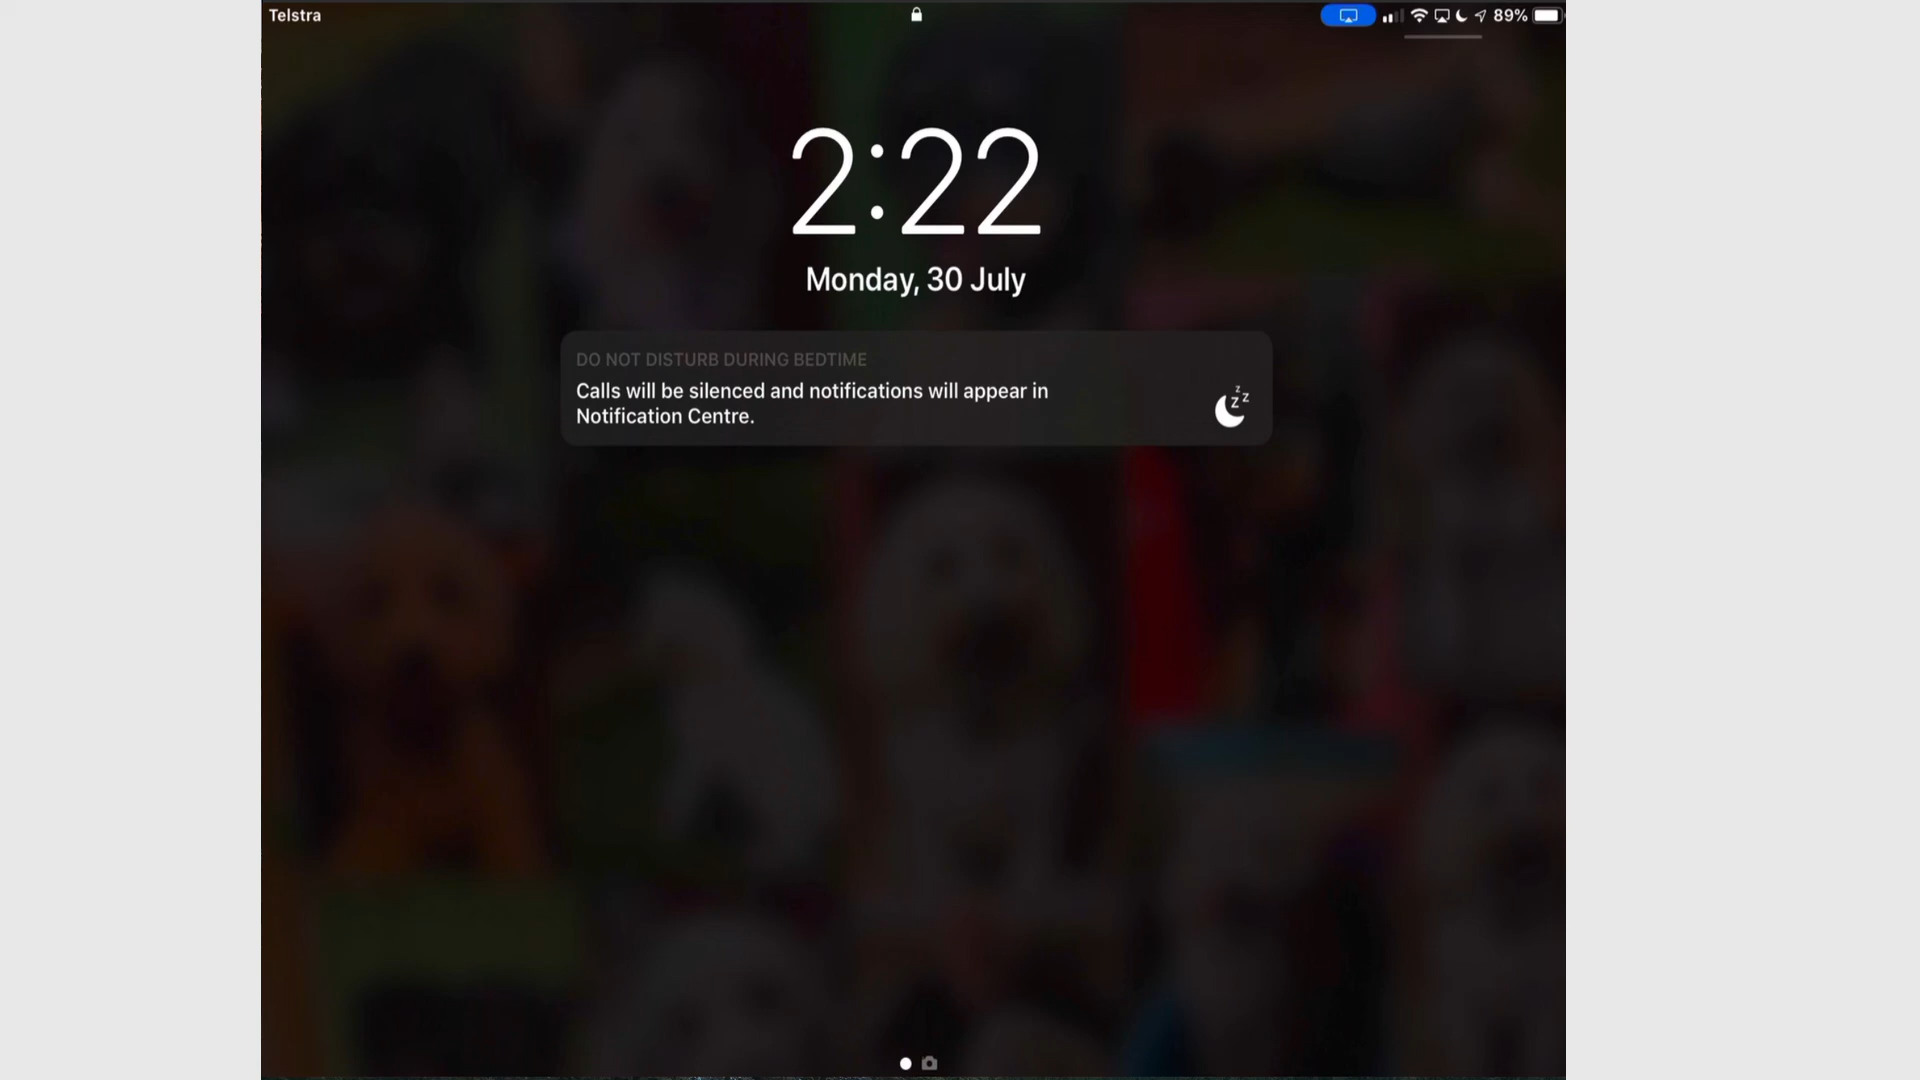 Telstra
89%
2:22
Monday, 30 July
DO NOT DISTURB DURING BEDTIME
Calls will be silenced and notifications will appear in
Notification Centre.